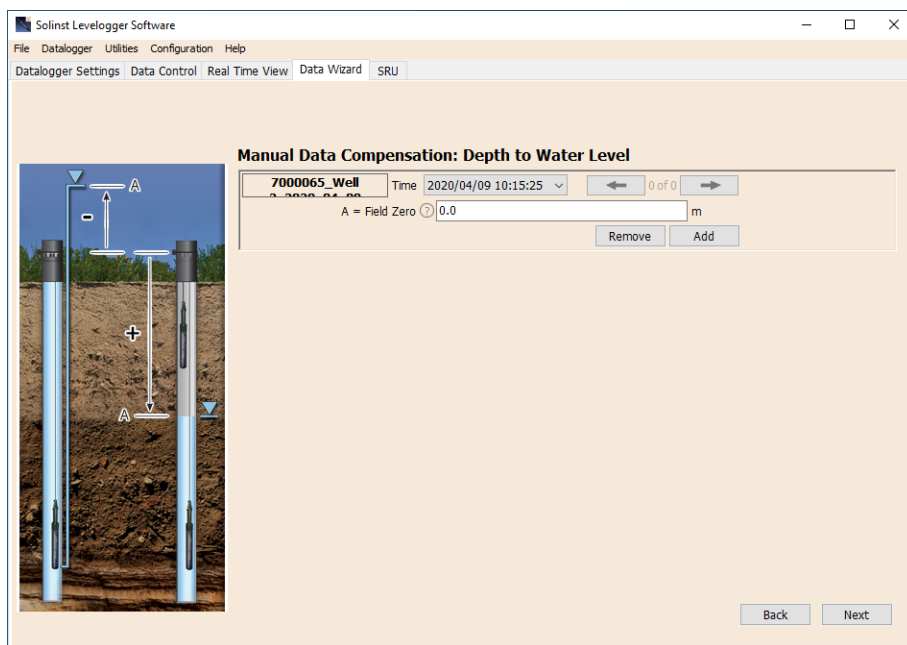 Solinst Levelogger Software
File Datalogger Utilities Configuration Help
Datalogger Settings Data Control Real Time View Data Wizard SRU
Manual Data Compensation: Depth to Water Level
7000065_Well Time 2020/04/09 10:15:25 0 of 0
A = Field Zero ? 0.0 m
Remove Add
A
-
+
A
Back Next